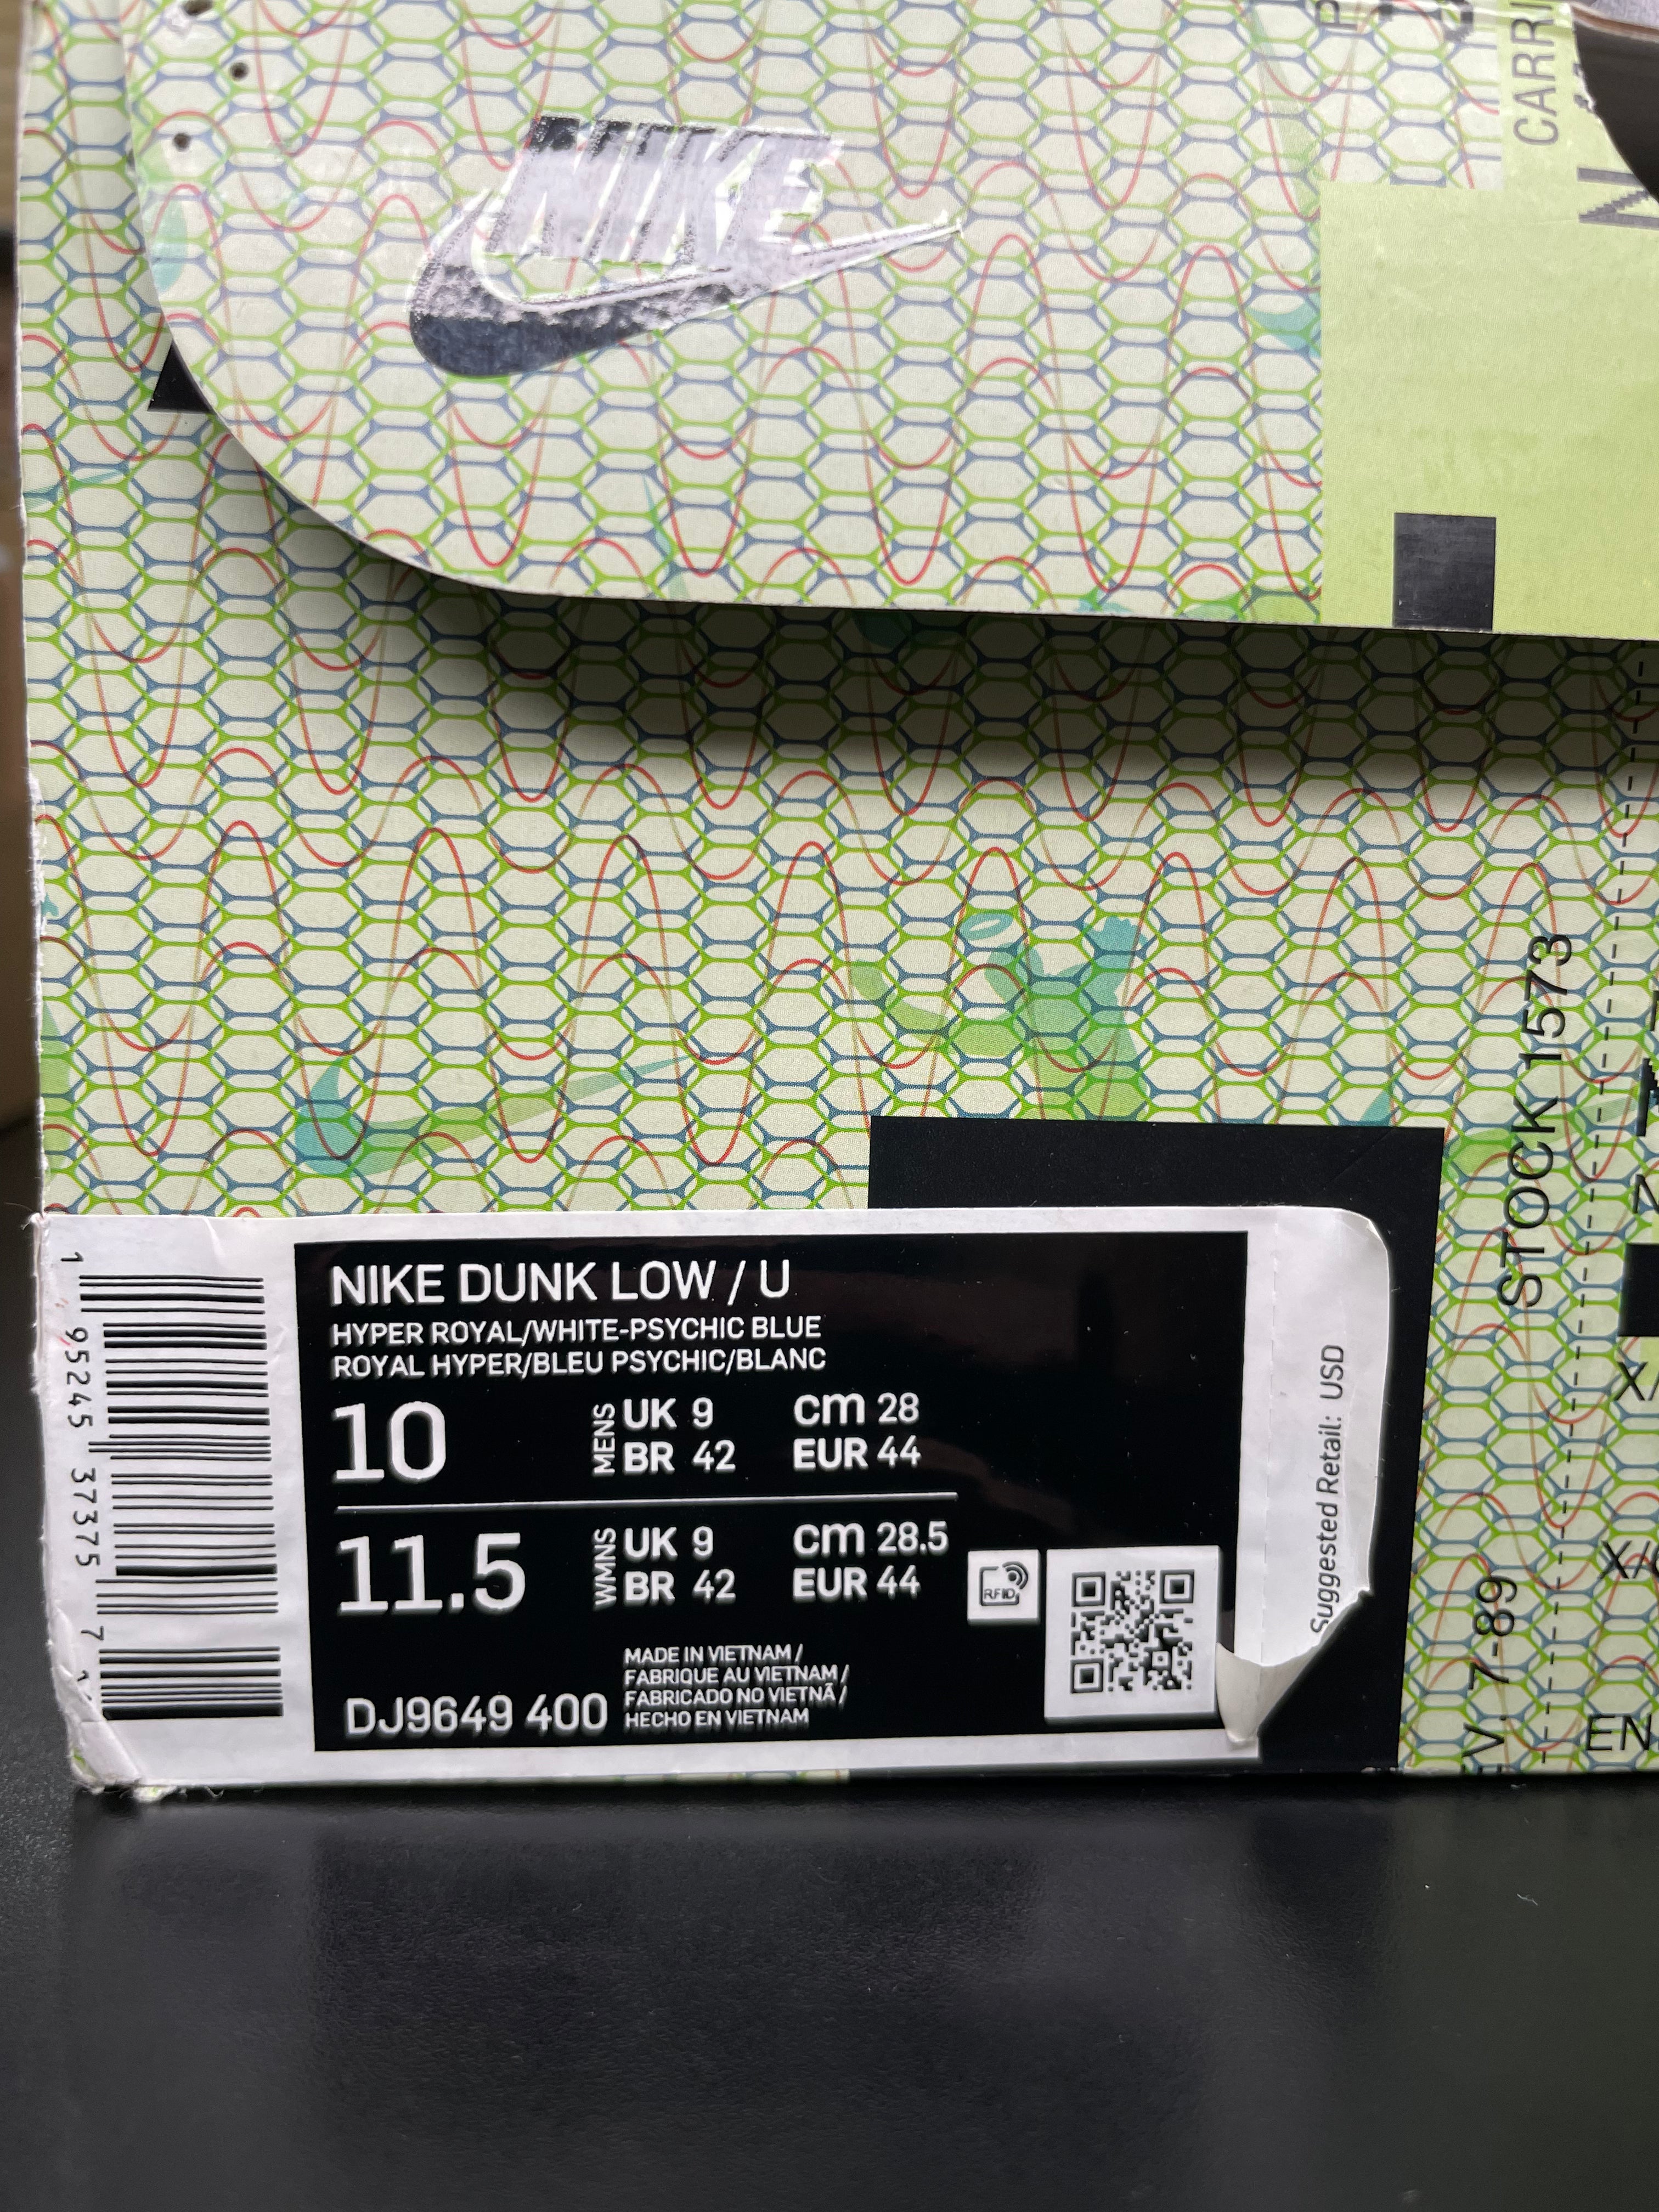 CARRI
NIKE
STOCK 1573
NIKE DUNK LOW / U
HYPER ROYAL/WHITE-PSYCHIC BLUE
ROYAL HYPER/BLEU PSYCHIC/BLANC
10
MENS
UK 9 cm 28
BR 42 EUR 44
11.5
WMNS
UK 9 cm 28.5
BR 42 EUR 44
RFID
DJ9649 400
MADE IN VIETNAM /
FABRIQUE AU VIETNAM /
FABRICADO NO VIETNÃ /
HECHO EN VIETNAM
1 95245 37375 7
Suggested Retail: USD
V. 7-89
X/
EN